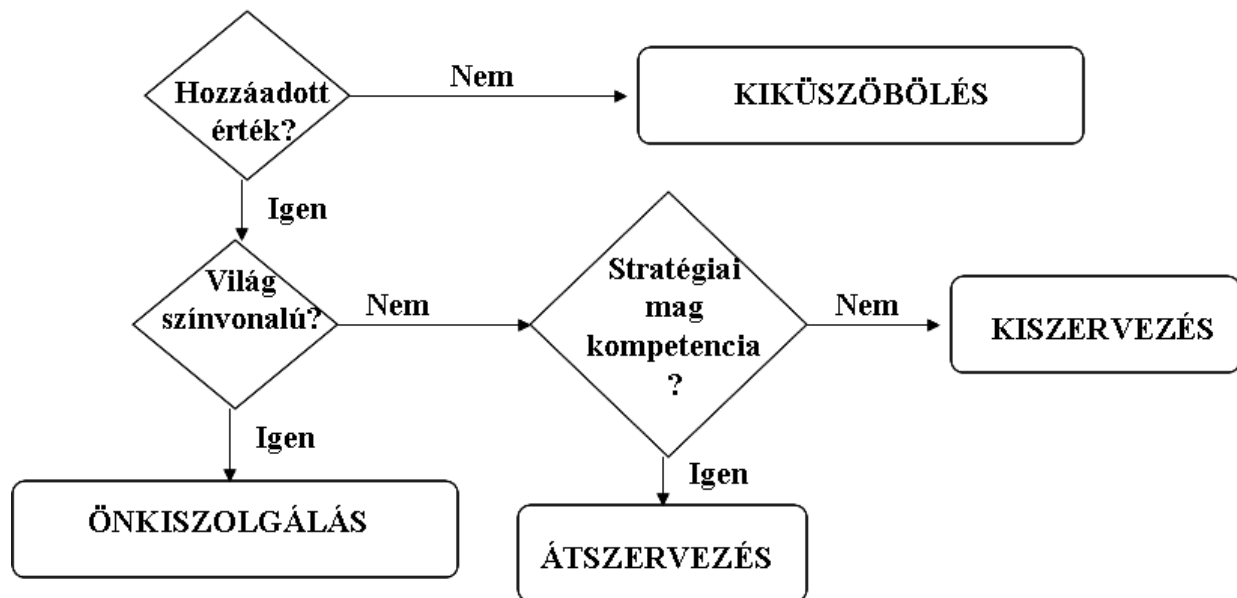 Hozzáadott
érték?
Nem
KIKÜSZÖBÖLÉS
Igen
Világ
színvonalú?
Nem
Stratégiai
mag
kompetencia
?
Nem
KISZERVEZÉS
Igen
ÖNKISZOLGÁLÁS
Igen
ÁTSZERVEZÉS